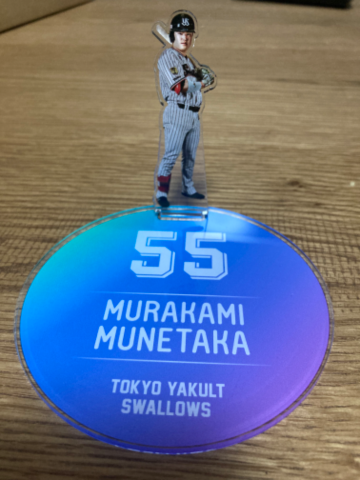 55
MURAKAMI
MUNETAKA
TOKYO YAKULT
SWALLOWS